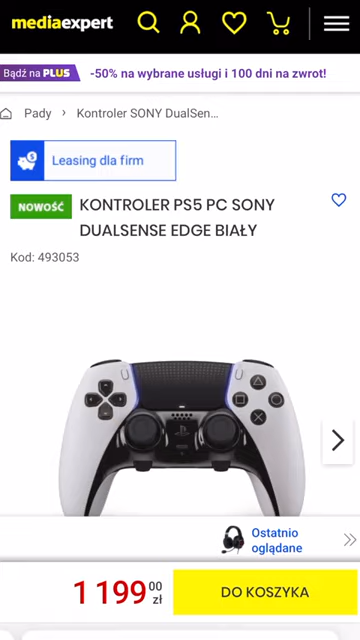 mediaexpert
Bądź na PLUS -50% na wybrane usługi i 100 dni na zwrot!
Pady › Kontroler SONY DualSen...
Leasing dla firm
NOWOŚĆ KONTROLER PS5 PC SONY
DUALSENSE EDGE BIAŁY
Kod: 493053
Ostatnio
oglądane
1 199 00 zł
DO KOSZYKA